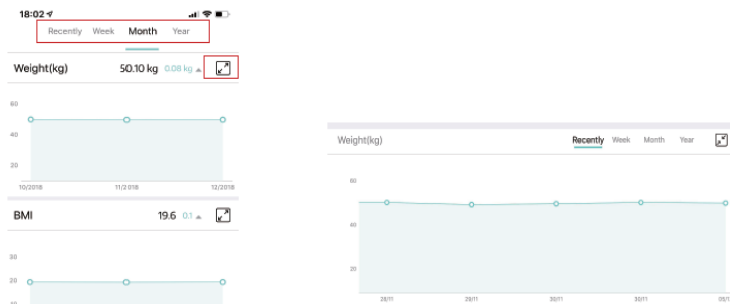 18:02
Recently Week Month Year
Weight(kg) 50.10 kg 0.08 kg
60
40
20
10/2018 11/2018 12/2018
BMI 19.6 0.1
30
20
Weight(kg) Recently Week Month Year
60
40
20
28/11 29/11 30/11 30/11